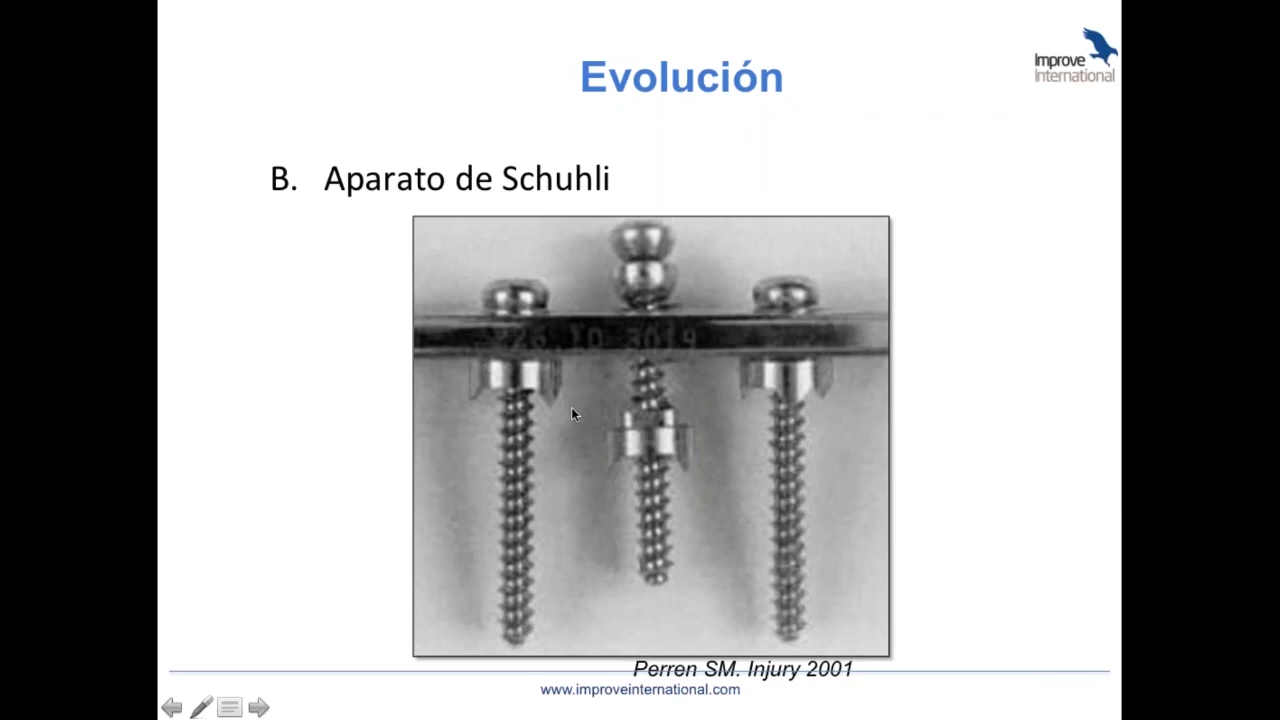 Evolución
Improve
International
B. Aparato de Schuhli
Perren SM. Injury 2001
www.improveinternational.com